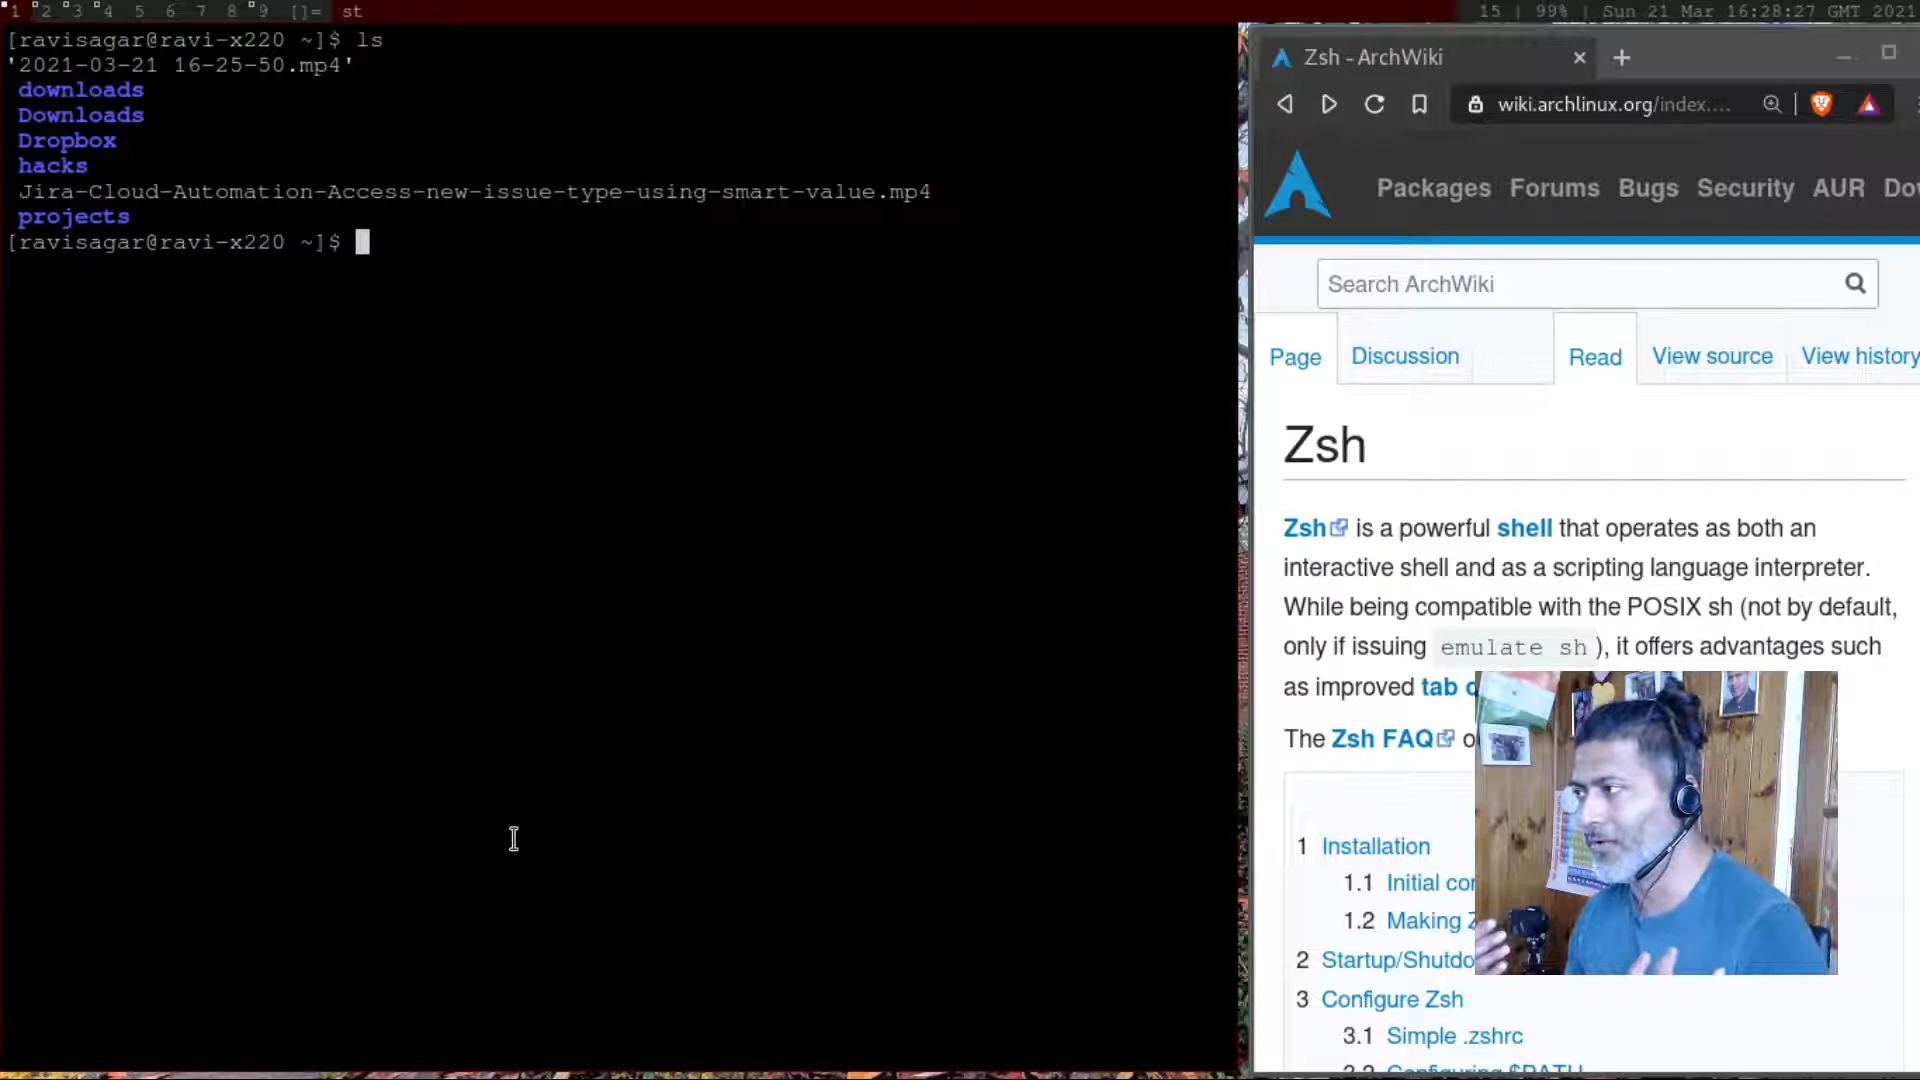 1 2 3 4 5 6 7 8 9 []= st
15 | 99% | Sun 21 Mar 16:28:27 GMT 2021
[ravisagar@ravi-x220 ~]$ ls
'2021-03-21 16-25-50.mp4'
downloads
Downloads
Dropbox
hacks
Jira-Cloud-Automation-Access-new-issue-type-using-smart-value.mp4
projects
[ravisagar@ravi-x220 ~]$
Zsh - ArchWiki
wiki.archlinux.org/index....
Packages Forums Bugs Security AUR Dow
Search ArchWiki
Page Discussion Read View source View history
Zsh
Zsh is a powerful shell that operates as both an
interactive shell and as a scripting language interpreter.
While being compatible with the POSIX sh (not by default,
only if issuing emulate sh ), it offers advantages such
as improved tab
The Zsh FAQ
1 Installation
1.1 Initial
1.2 Making
2 Startup/Shutdo
3 Configure Zsh
3.1 Simple .zshrc
Configuring $PATH